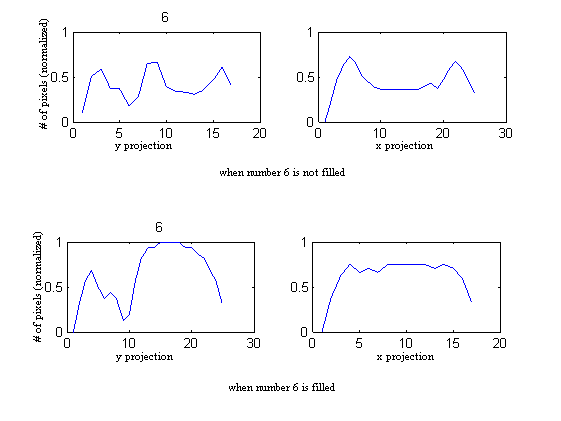 6
# of pixels (normalized)
1
0.5
0
0 5 10 15 20
y projection
1
0.5
0
0 10 20 30
x projection
when number 6 is not filled
6
# of pixels (normalized)
1
0.5
0
0 10 20 30
y projection
1
0.5
0
0 5 10 15 20
x projection
when number 6 is filled